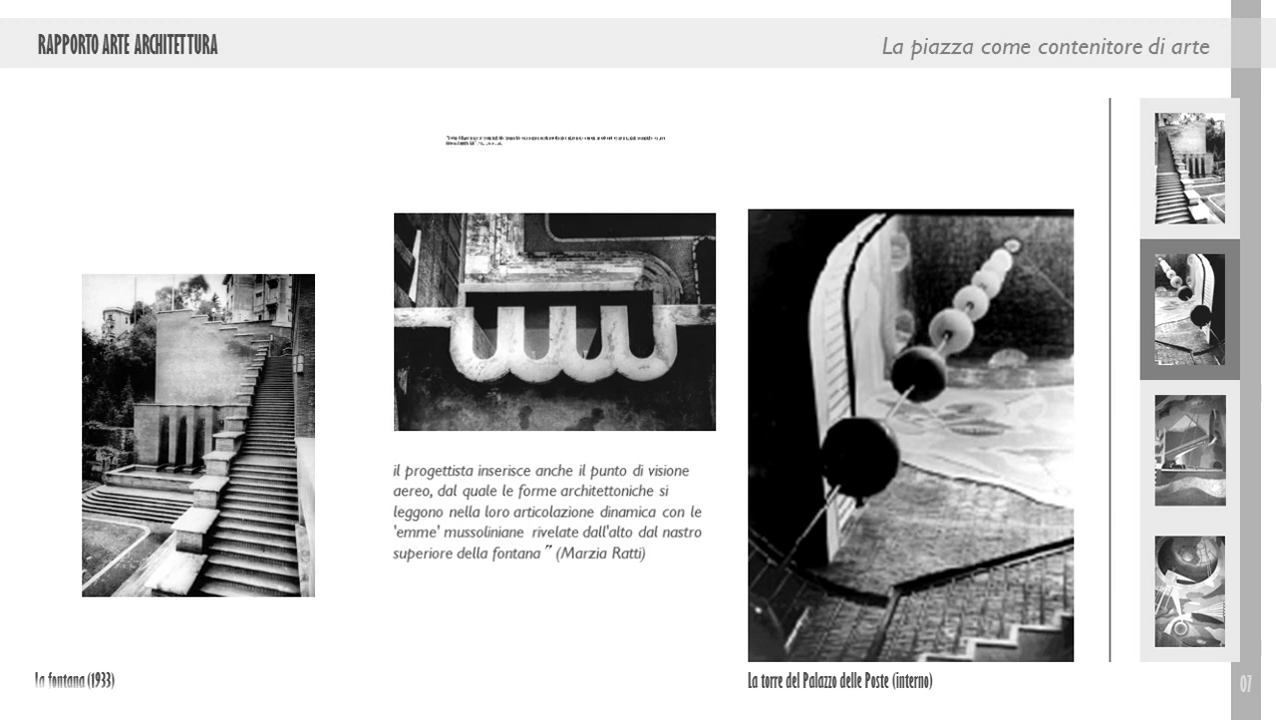 RAPPORTO ARTE ARCHITETTURA
La piazza come contenitore di arte
il progettista inserisce anche il punto di visione
aereo, dal quale le forme architettoniche si
leggono nella loro articolazione dinamica con le
'emme' mussoliniane rivelate dall'alto dal nastro
superiore della fontana ” (Marzia Ratti)
La fontana (1933)
La torre del Palazzo delle Poste (interno)
07